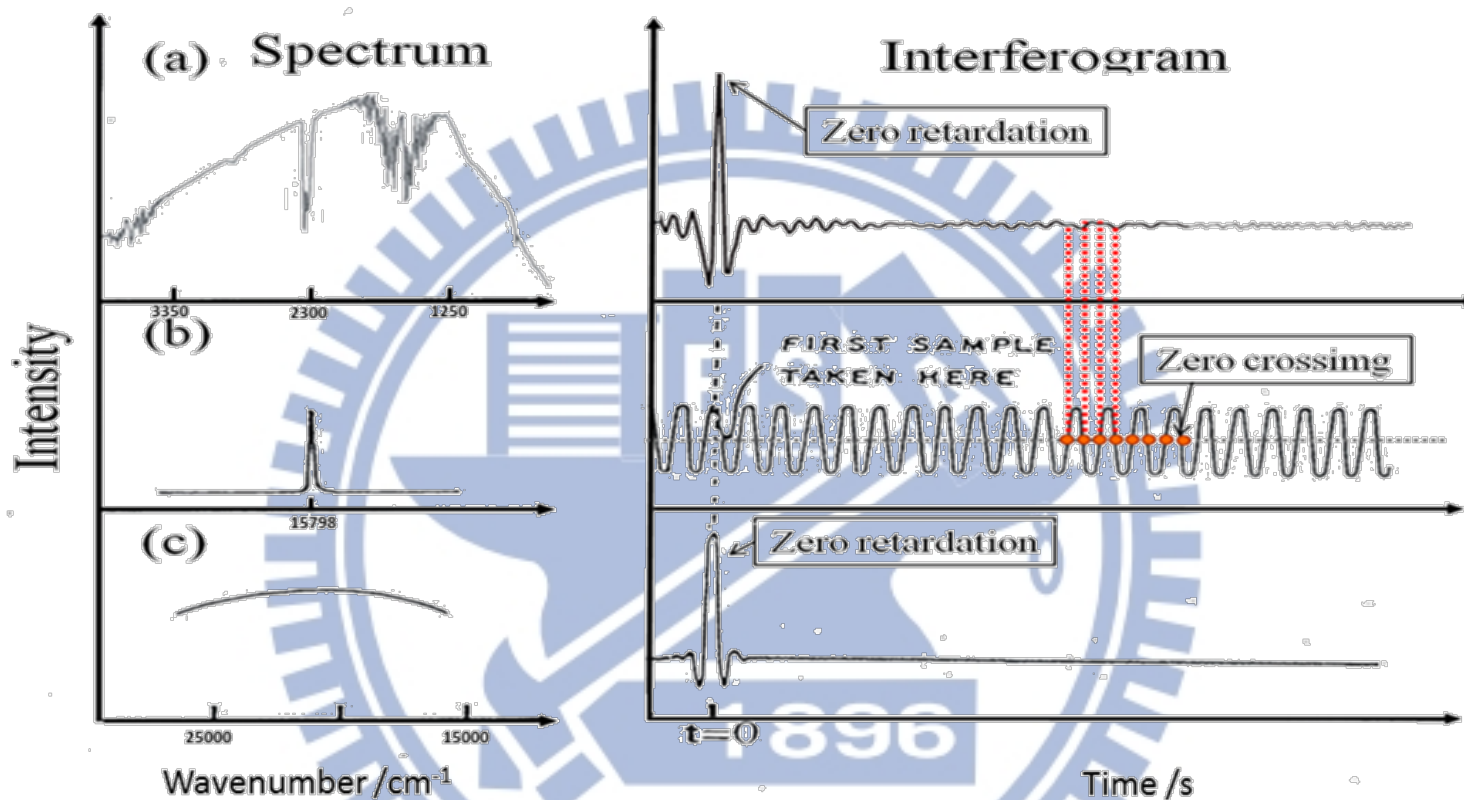 (a) Spectrum
Interferogram
Zero retardation
3350 2300 1250
(b)
FIRST SAMPLE
TAKEN HERE
Zero crossimg
Intensity
15798
(c)
Zero retardation
25000 15000
t=0
1896
Wavenumber /cm⁻¹
Time /s